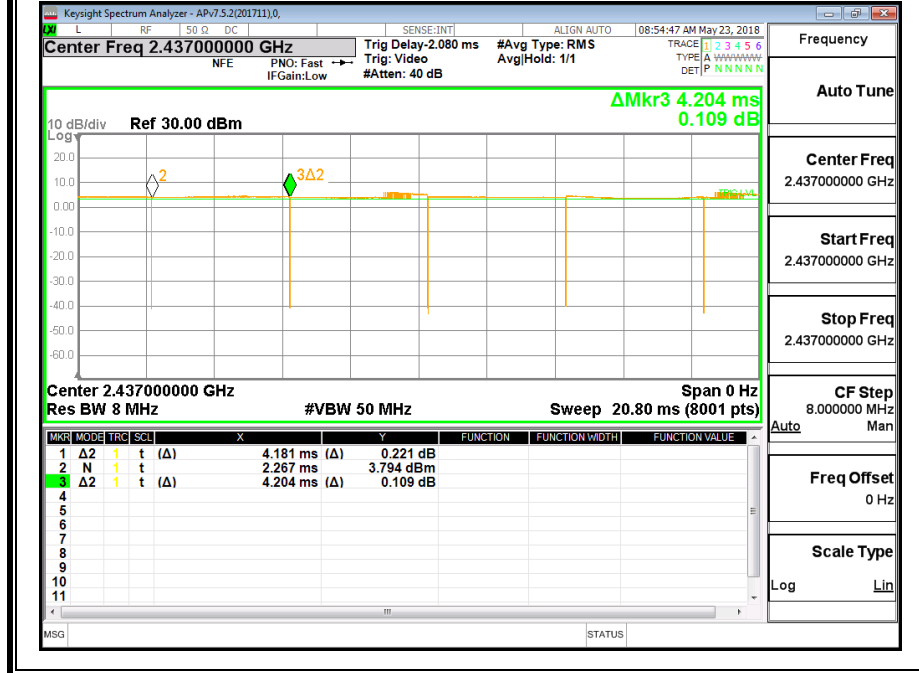 Keysight Spectrum Analyzer - APv7.5.2(201711),0,
LXI L RF 50 Ω DC SENSE:INT ALIGN AUTO 08:54:47 AM May 23, 2018
Center Freq 2.437000000 GHz Trig Delay-2.080 ms #Avg Type: RMS TRACE 1 2 3 4 5 6
NFE PNO: Fast Trig: Video Avg|Hold: 1/1 TYPE A WWWWW
IFGain:Low #Atten: 40 dB DET P N N N N N
ΔMkr3 4.204 ms
10 dB/div Ref 30.00 dBm 0.109 dB
Log
20.0
10.0
0.00
-10.0
-20.0
-30.0
-40.0
-50.0
-60.0
2
3Δ2
TRIG LVL
Center 2.437000000 GHz Span 0 Hz
Res BW 8 MHz #VBW 50 MHz Sweep 20.80 ms (8001 pts)
MKR MODE TRC SCL X Y FUNCTION FUNCTION WIDTH FUNCTION VALUE
1 Δ2 1 t (Δ) 4.181 ms (Δ) 0.221 dB
2 N 1 t 2.267 ms 3.794 dBm
3 Δ2 1 t (Δ) 4.204 ms (Δ) 0.109 dB
4
5
6
7
8
9
10
11
MSG STATUS
Frequency
Auto Tune
Center Freq
2.437000000 GHz
Start Freq
2.437000000 GHz
Stop Freq
2.437000000 GHz
CF Step
8.000000 MHz
Auto Man
Freq Offset
0 Hz
Scale Type
Log Lin